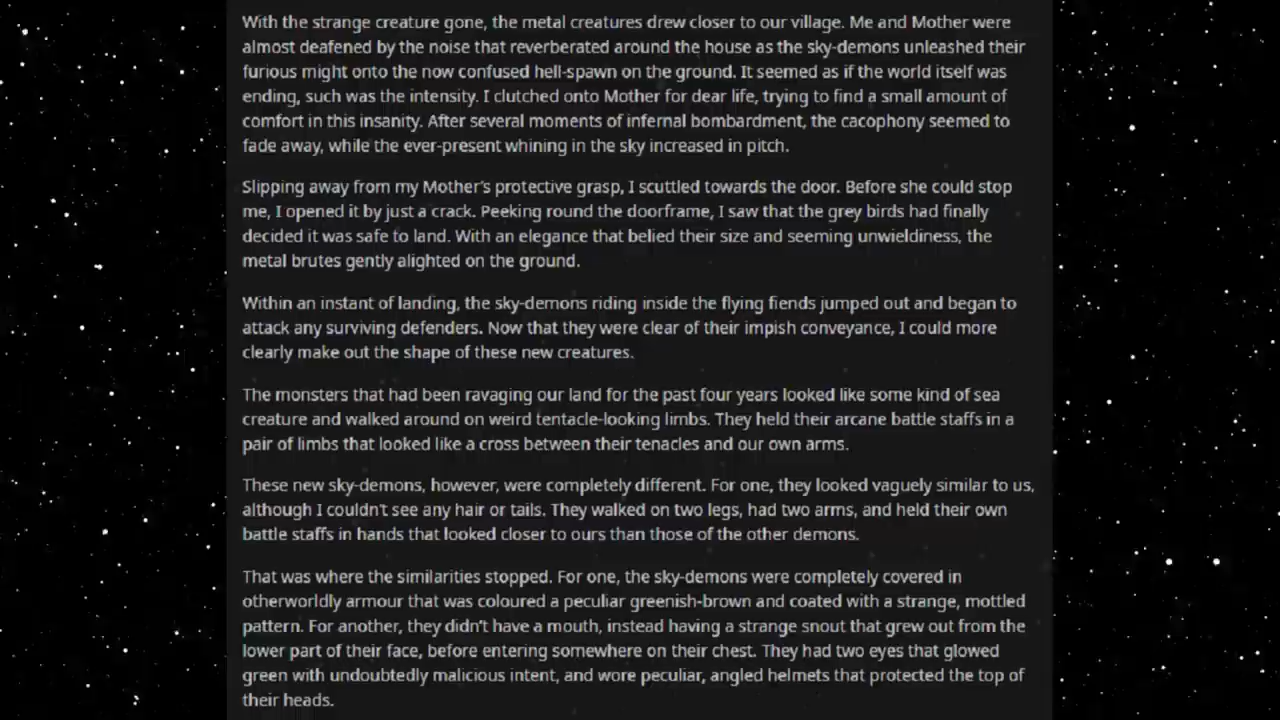 With the strange creature gone, the metal creatures drew closer to our village. Me and Mother were
almost deafened by the noise that reverberated around the house as the sky-demons unleashed their
furious might onto the now confused hell-spawn on the ground. It seemed as if the world itself was
ending, such was the intensity. I clutched onto Mother for dear life, trying to find a small amount of
comfort in this insanity. After several moments of infernal bombardment, the cacophony seemed to
fade away, while the ever-present whining in the sky increased in pitch.
Slipping away from my Mother's protective grasp, I scuttled towards the door. Before she could stop
me, I opened it by just a crack. Peeking round the doorframe, I saw that the grey birds had finally
decided it was safe to land. With an elegance that belied their size and seeming unwieldiness, the
metal brutes gently alighted on the ground.
Within an instant of landing, the sky-demons riding inside the flying fiends jumped out and began to
attack any surviving defenders. Now that they were clear of their impish conveyance, I could more
clearly make out the shape of these new creatures.
The monsters that had been ravaging our land for the past four years looked like some kind of sea
creature and walked around on weird tentacle-looking limbs. They held their arcane battle staffs in a
pair of limbs that looked like a cross between their tenacles and our own arms.
These new sky-demons, however, were completely different. For one, they looked vaguely similar to us,
although I couldn't see any hair or tails. They walked on two legs, had two arms, and held their own
battle staffs in hands that looked closer to ours than those of the other demons.
That was where the similarities stopped. For one, the sky-demons were completely covered in
otherworldly armour that was coloured a peculiar greenish-brown and coated with a strange, mottled
pattern. For another, they didn't have a mouth, instead having a strange snout that grew out from the
lower part of their face, before entering somewhere on their chest. They had two eyes that glowed
green with undoubtedly malicious intent, and wore peculiar, angled helmets that protected the top of
their heads.